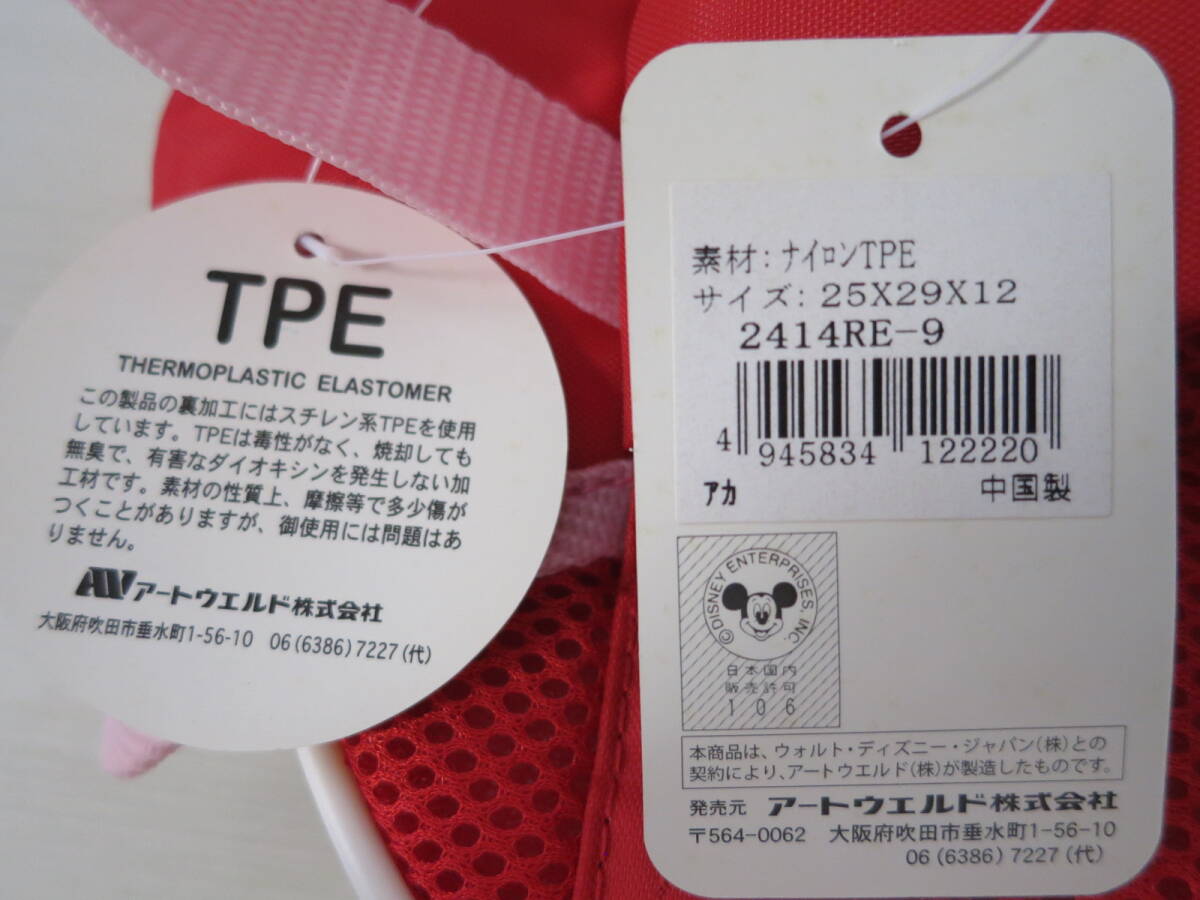 TPE
THERMOPLASTIC ELASTOMER
この製品の裏加工にはスチレン系TPEを使用
しています。TPEは毒性がなく、焼却しても
無臭で、有害なダイオキシンを発生しない加
工材です。素材の性質上、摩擦等で多少傷が
つくことがありますが、御使用には問題はあ
りません。
AW アートウエルド株式会社
大阪府吹田市垂水町1-56-10 06(6386)7227(代)
素材: ナイロンTPE
サイズ: 25X29X12
2414RE-9
4 945834 122220
アカ 中国製
©DISNEY ENTERPRISES, INC.
日本国内
販売許可
106
本商品は、ウォルト・ディズニー・ジャパン(株)との
契約により、アートウエルド(株)が製造したものです。
発売元 アートウエルド株式会社
〒564-0062 大阪府吹田市垂水町1-56-10
06(6386)7227(代)